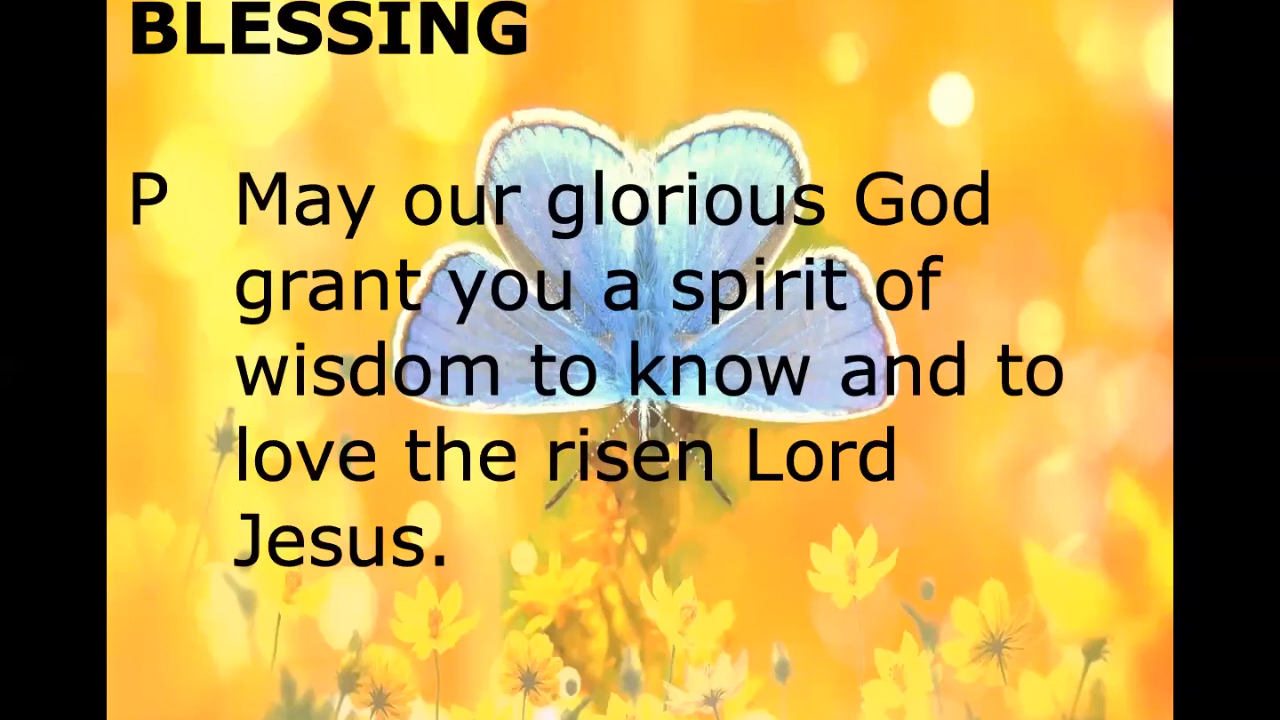 BLESSING
P May our glorious God
grant you a spirit of
wisdom to know and to
love the risen Lord
Jesus.